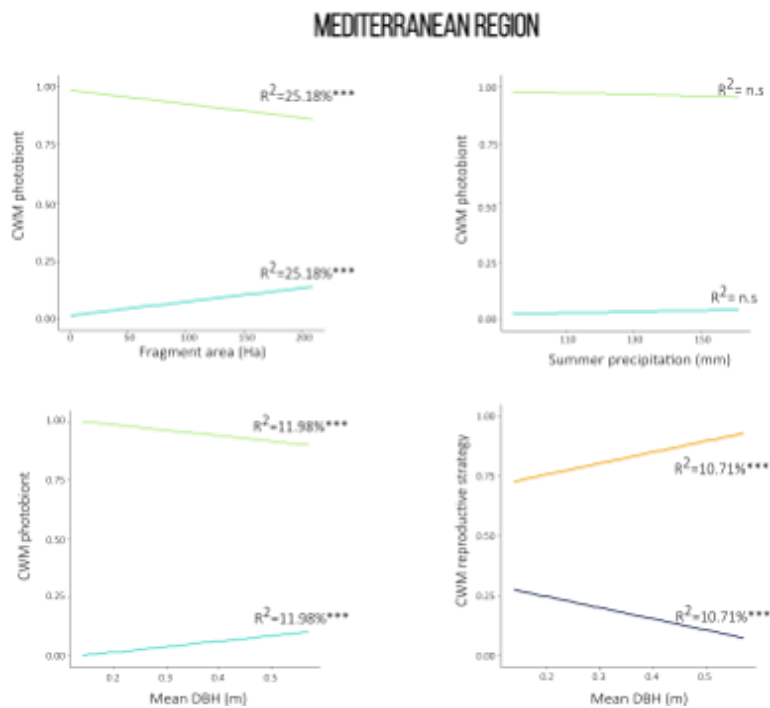 MEDITERRANEAN REGION
1.00
0.75
0.50
0.25
0.00
CWM photobiont
R²=25.18%***
R²=25.18%***
0
50
100
150
200
Fragment area (Ha)
1.00
0.75
0.50
0.25
0.00
CWM photobiont
R²= n.s
R²= n.s
110
130
150
Summer precipitation (mm)
1.00
0.75
0.50
0.25
0.00
CWM photobiont
R²=11.98%***
R²=11.98%***
0.2
0.3
0.4
0.5
Mean DBH (m)
1.00
0.75
0.50
0.25
0.00
CWM reproductive strategy
R²=10.71%***
R²=10.71%***
0.2
0.3
0.4
0.5
Mean DBH (m)